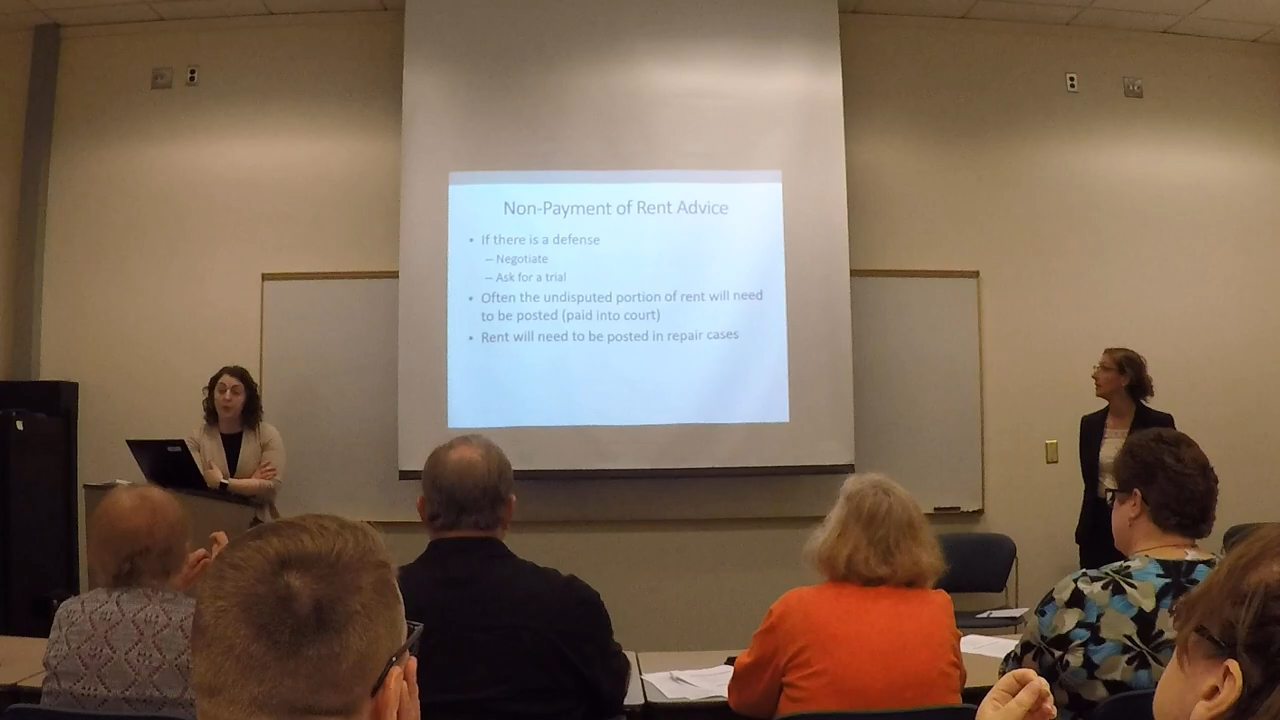 Non-Payment of Rent Advice
• If there is a defense
– Negotiate
– Ask for a trial
• Often the undisputed portion of rent will need
to be posted (paid into court)
• Rent will need to be posted in repair cases